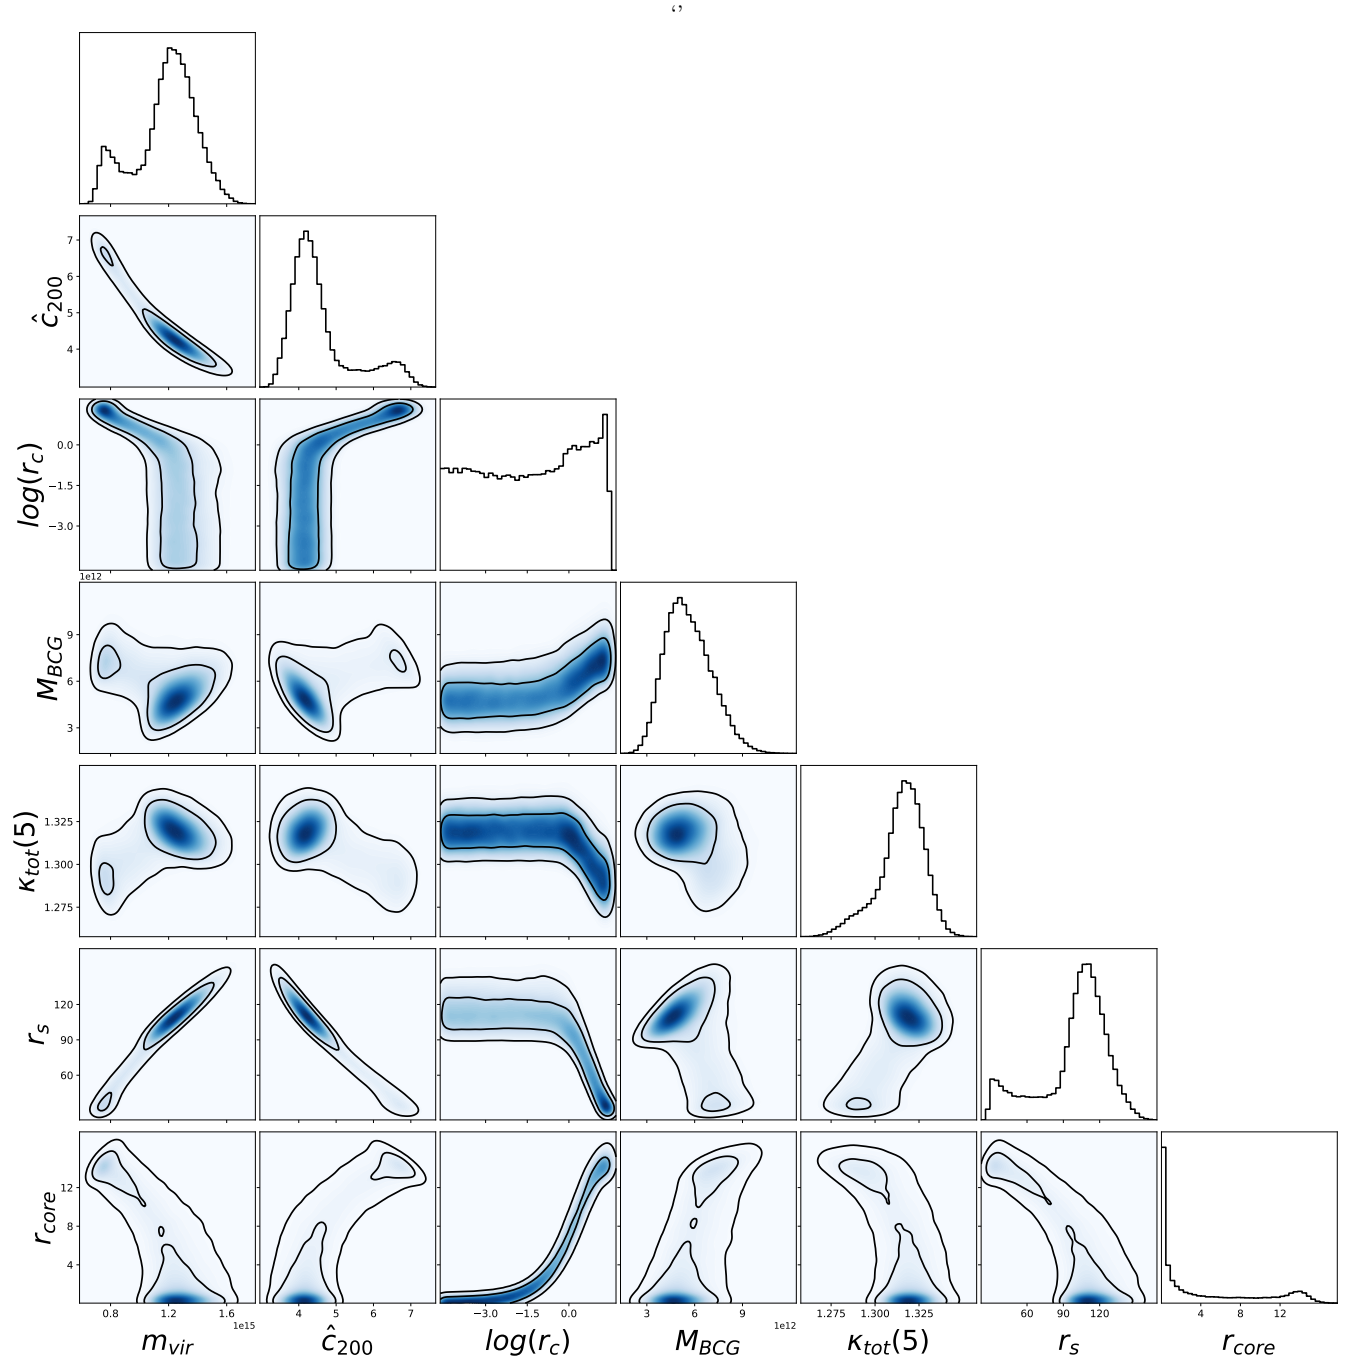 ‘’
7
6
5
4
ĉ200
0.0
−1.5
−3.0
log(rc)
1e12
9
6
3
MBCG
1.325
1.300
1.275
κtot(5)
120
90
60
rs
12
8
4
rcore
0.8 1.2 1.6 4 5 6 7 −3.0 −1.5 0.0 3 6 9 1.275 1.300 1.325 60 90 120 4 8 12
1e15 1e12
mvir ĉ200 log(rc) MBCG κtot(5) rs rcore